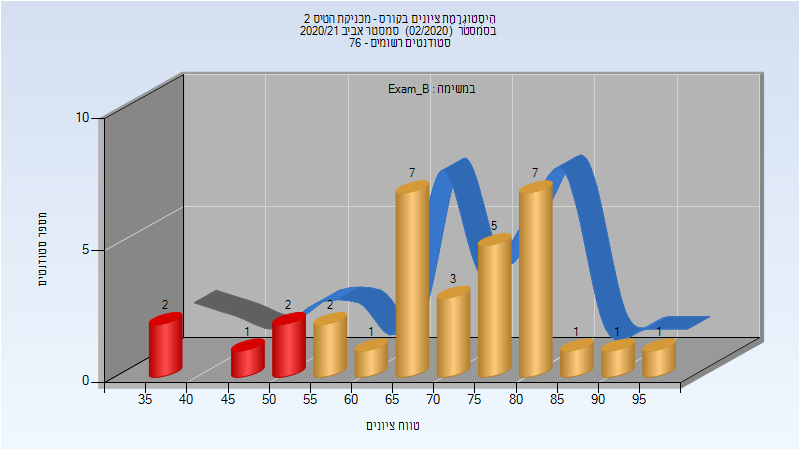 היסטוגרמת ציונים בקורס - מכניקת הטיס 2
בסמסטר (02/2020) סמסטר אביב 2020/21
סטודנטים רשומים - 76
במשימה : Exam_B
10
5
0
מספר סטודנטים
2
1
2
2
1
7
3
5
7
1
1
1
35 40 45 50 55 60 65 70 75 80 85 90 95
טווח ציונים